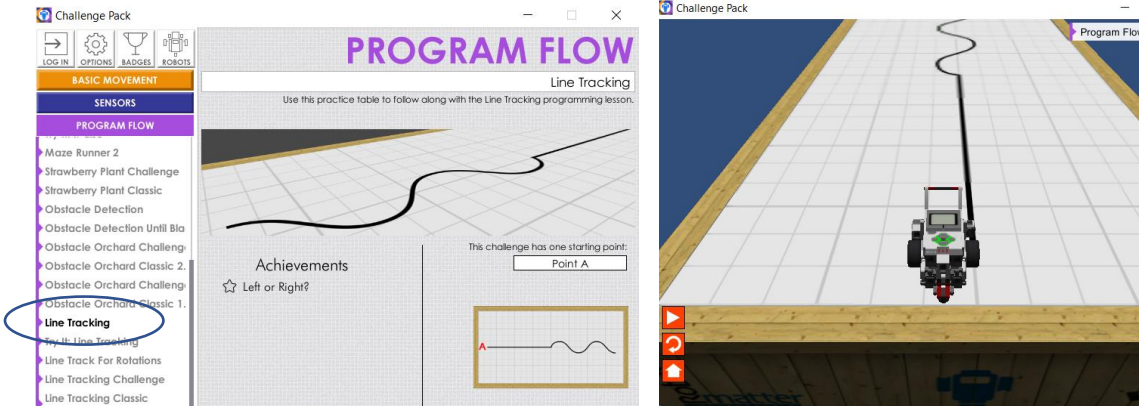 Challenge Pack
LOG IN
OPTIONS
BADGES
ROBOTS
BASIC MOVEMENT
SENSORS
PROGRAM FLOW
Maze Runner 2
Strawberry Plant Challenge
Strawberry Plant Classic
Obstacle Detection
Obstacle Detection Until Bla
Obstacle Orchard Challeng
Obstacle Orchard Classic 2.
Obstacle Orchard Challeng
Obstacle Orchard Classic 1.
Line Tracking
Try It: Line Tracking
Line Track For Rotations
Line Tracking Challenge
Line Tracking Classic
PROGRAM FLOW
Line Tracking
Use this practice table to follow along with the Line Tracking programming lesson.
Achievements
Left or Right?
This challenge has one starting point:
Point A
A
Challenge Pack
Program Flow